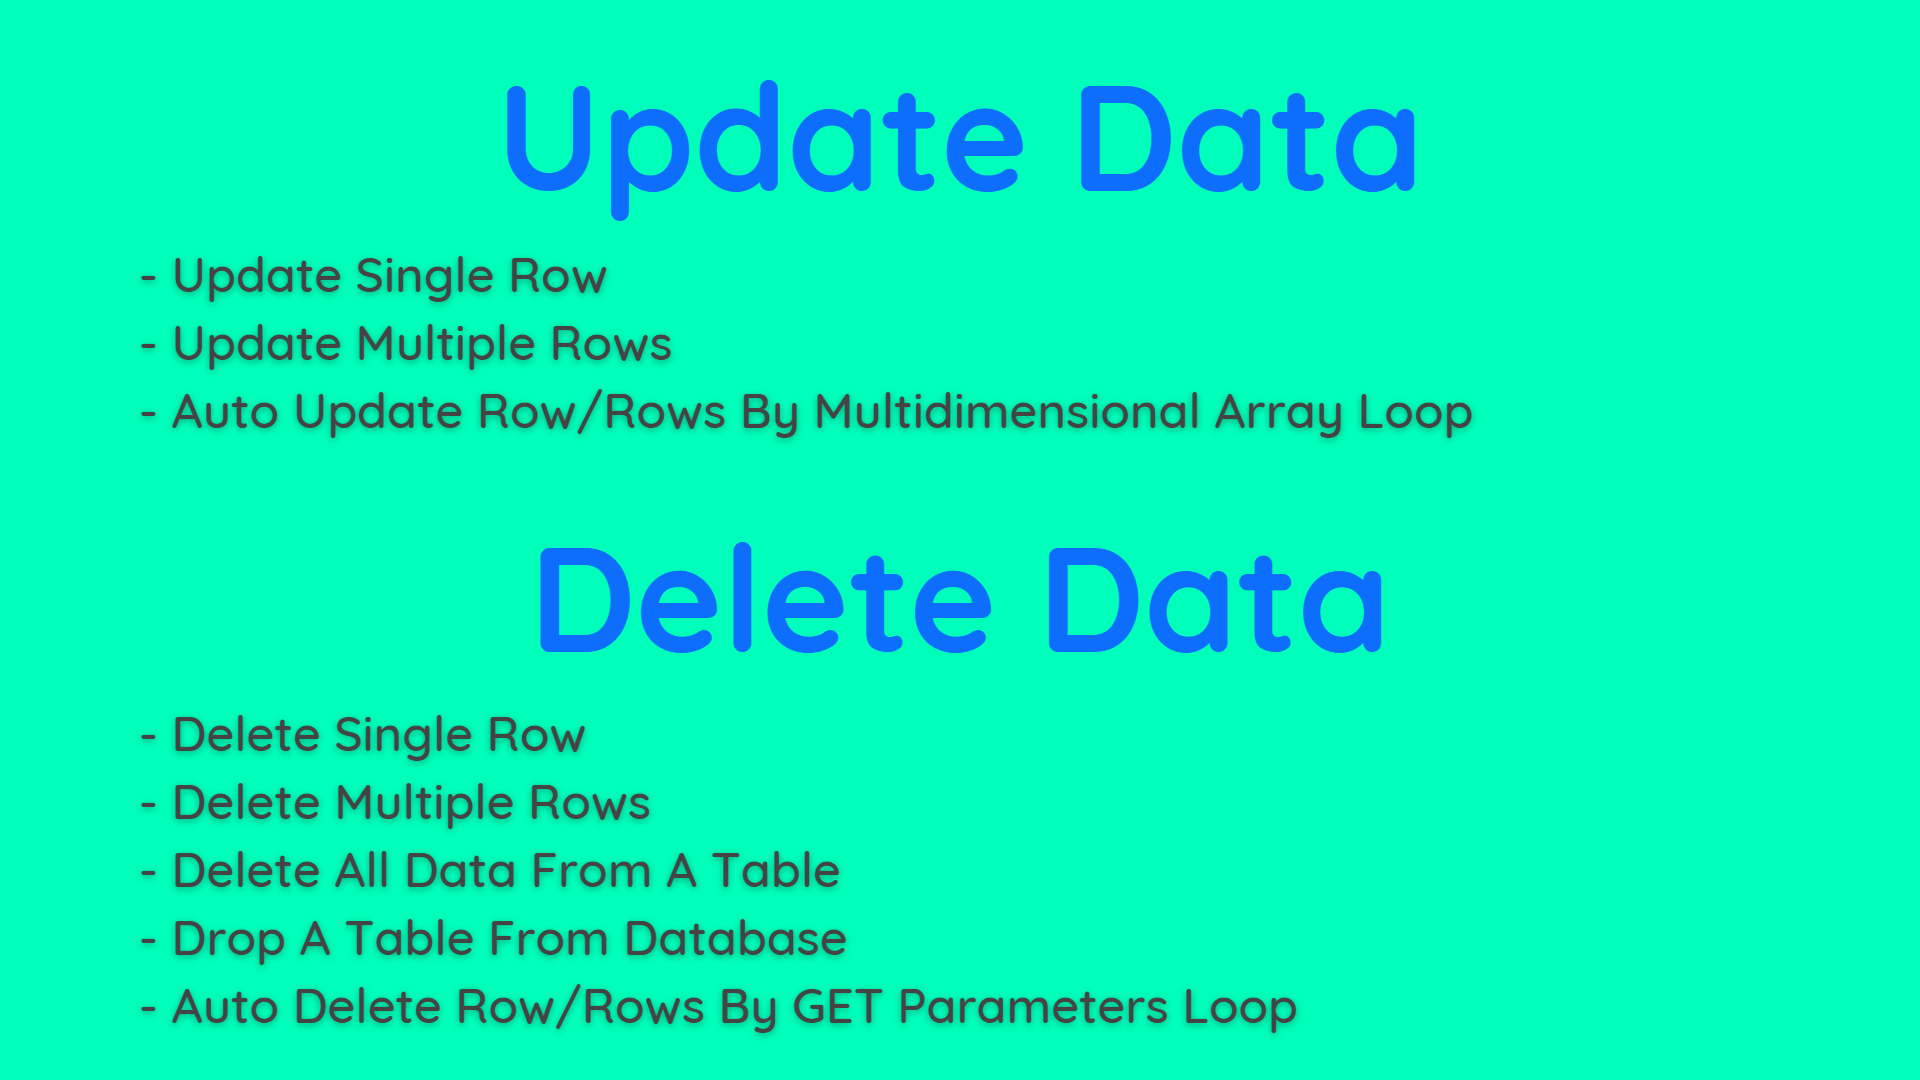 Update Data
- Update Single Row
- Update Multiple Rows
- Auto Update Row/Rows By Multidimensional Array Loop
Delete Data
- Delete Single Row
- Delete Multiple Rows
- Delete All Data From A Table
- Drop A Table From Database
- Auto Delete Row/Rows By GET Parameters Loop